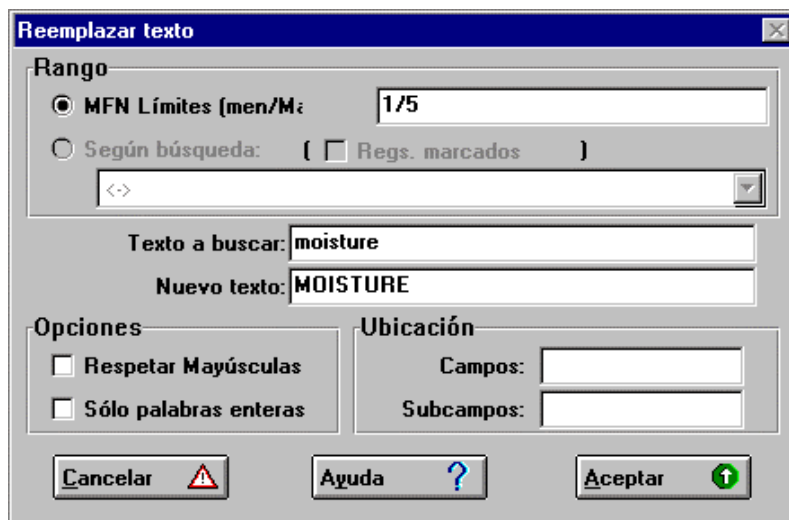 Reemplazar texto
Rango
MFN Límites (men/Ma
1/5
Según búsqueda: ( Regs. marcados )
<->
Texto a buscar: moisture
Nuevo texto: MOISTURE
Opciones
Respetar Mayúsculas
Sólo palabras enteras
Ubicación
Campos:
Subcampos:
Cancelar
Ayuda ?
Aceptar